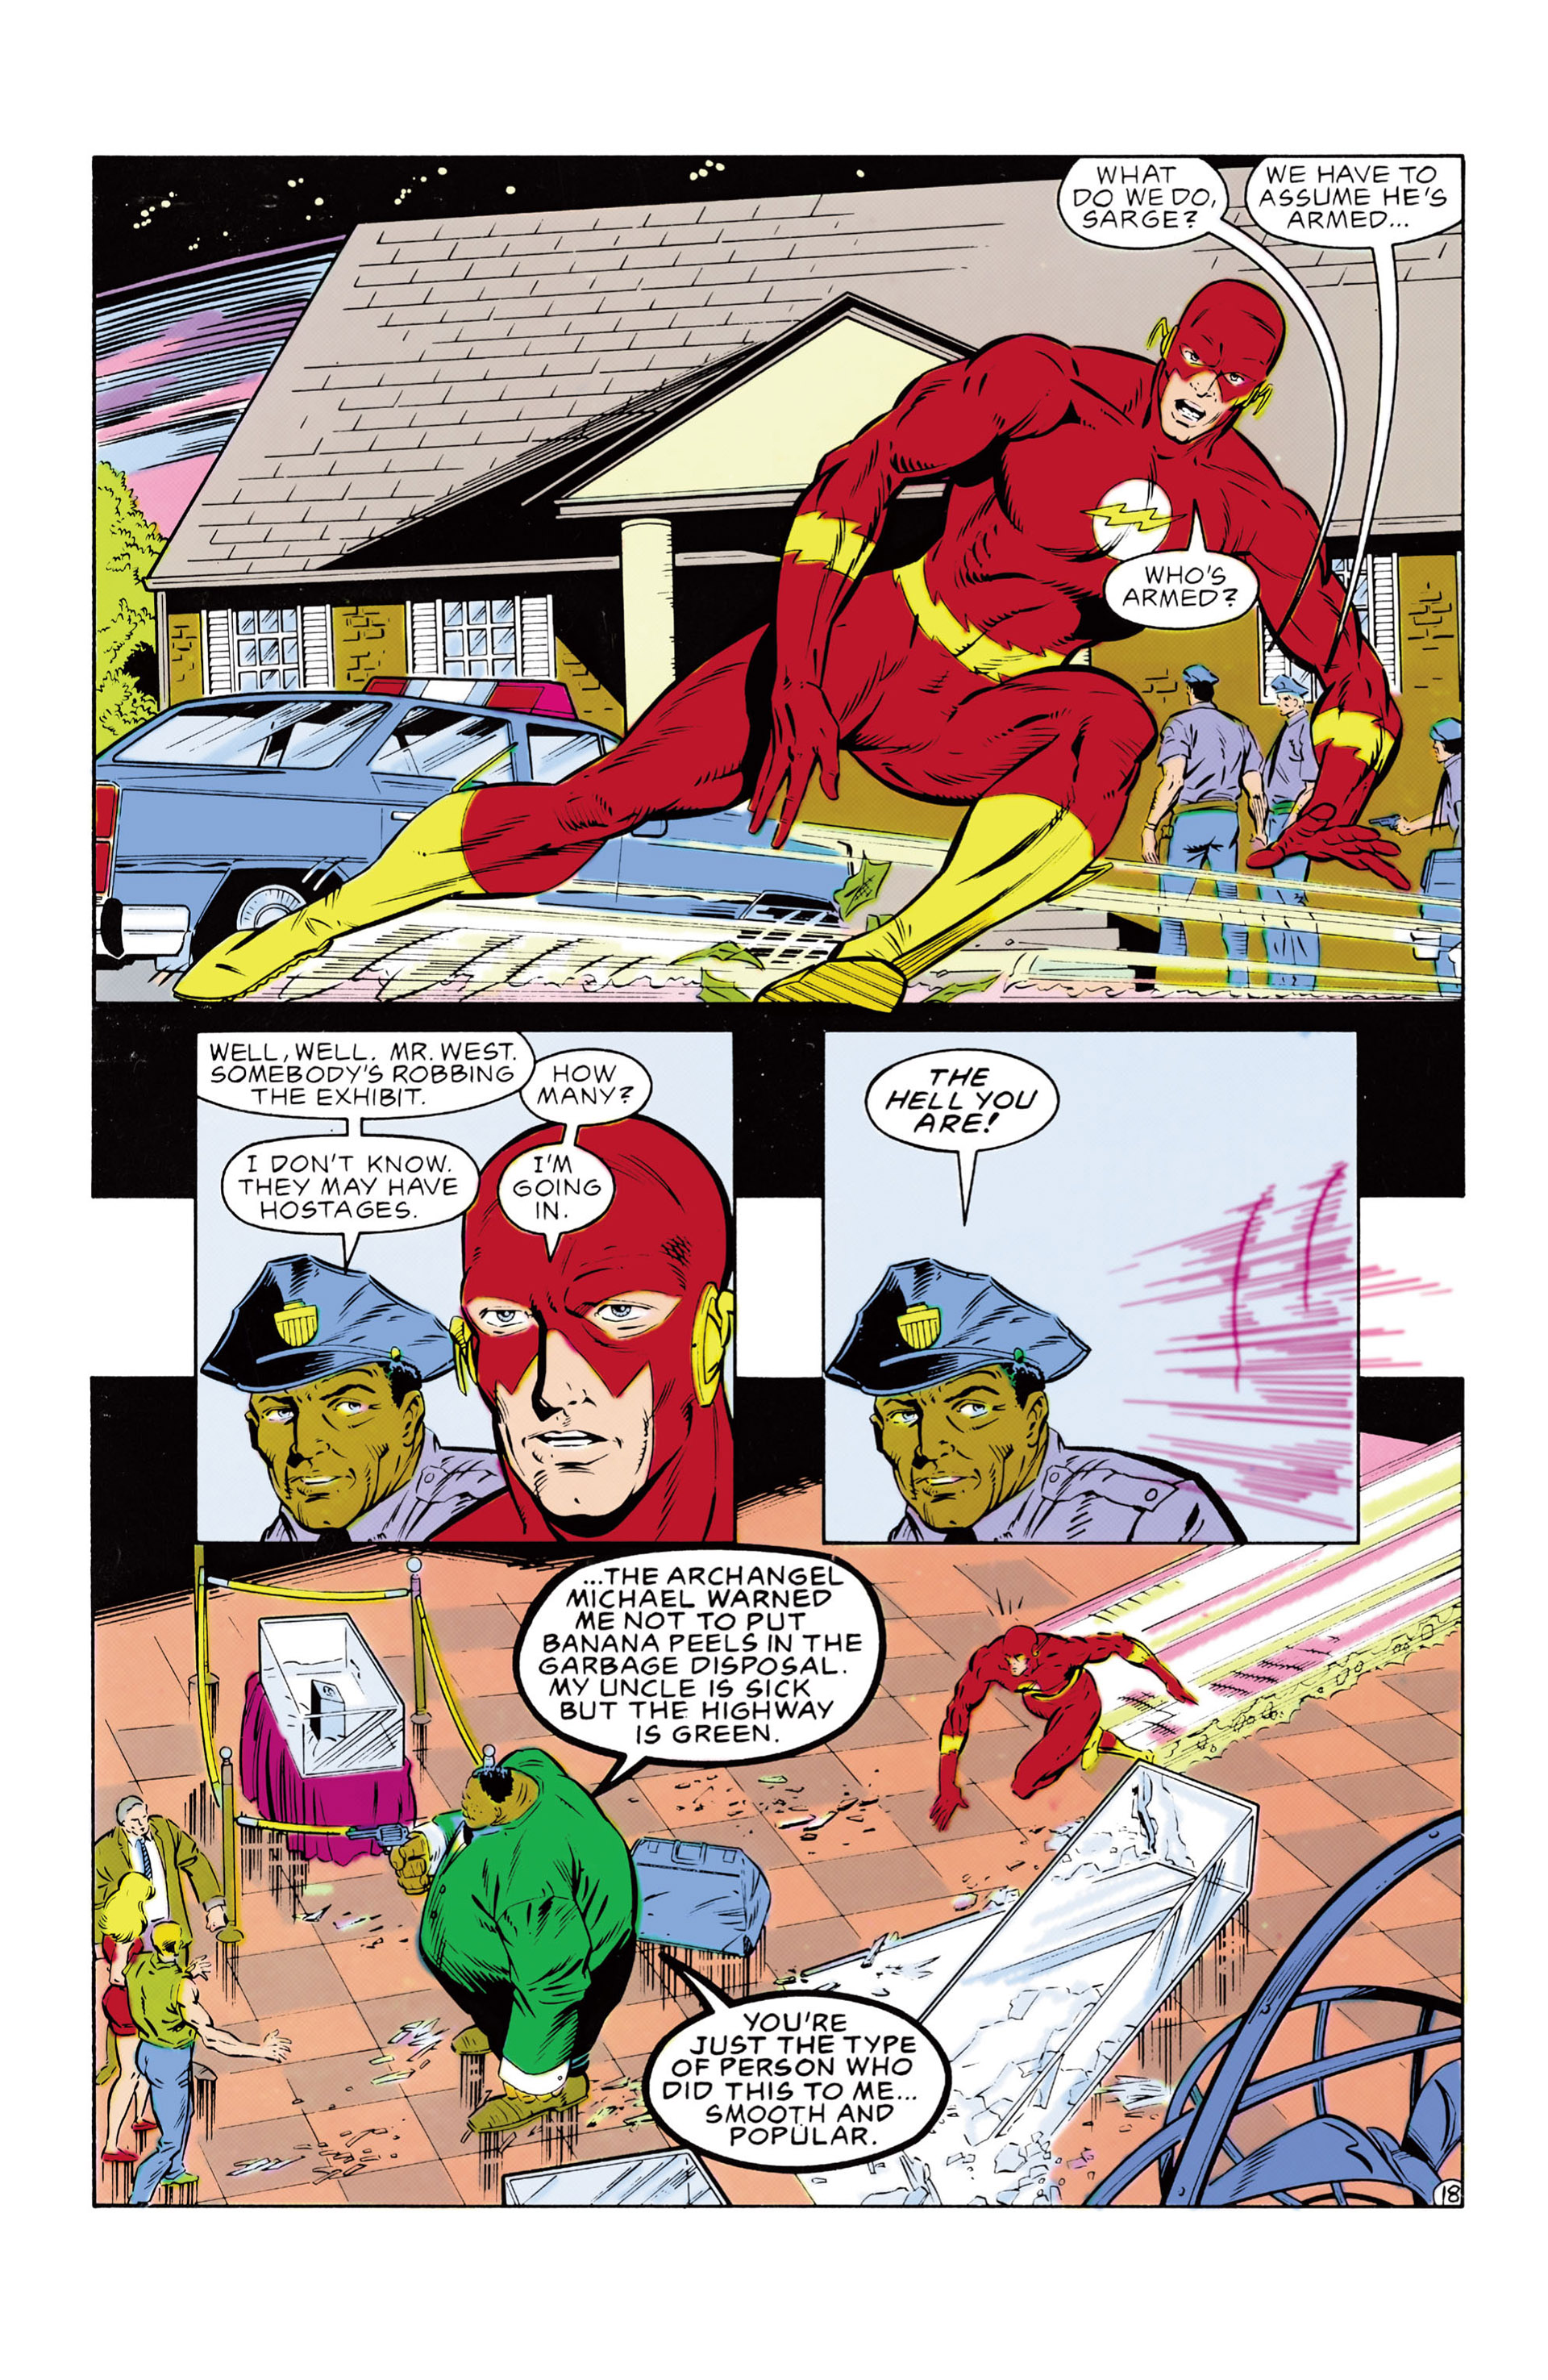 WHAT
DO WE DO,
SARGE?
WE HAVE TO
ASSUME HE'S
ARMED...
WHO'S
ARMED?
WELL, WELL. MR. WEST.
SOMEBODY'S ROBBING
THE EXHIBIT.
HOW
MANY?
I DON'T KNOW.
THEY MAY HAVE
HOSTAGES.
I'M
GOING
IN.
THE
HELL YOU
ARE!
...THE ARCHANGEL
MICHAEL WARNED
ME NOT TO PUT
BANANA PEELS IN THE
GARBAGE DISPOSAL.
MY UNCLE IS SICK
BUT THE HIGHWAY
IS GREEN.
YOU'RE
JUST THE TYPE
OF PERSON WHO
DID THIS TO ME...
SMOOTH AND
POPULAR.
18